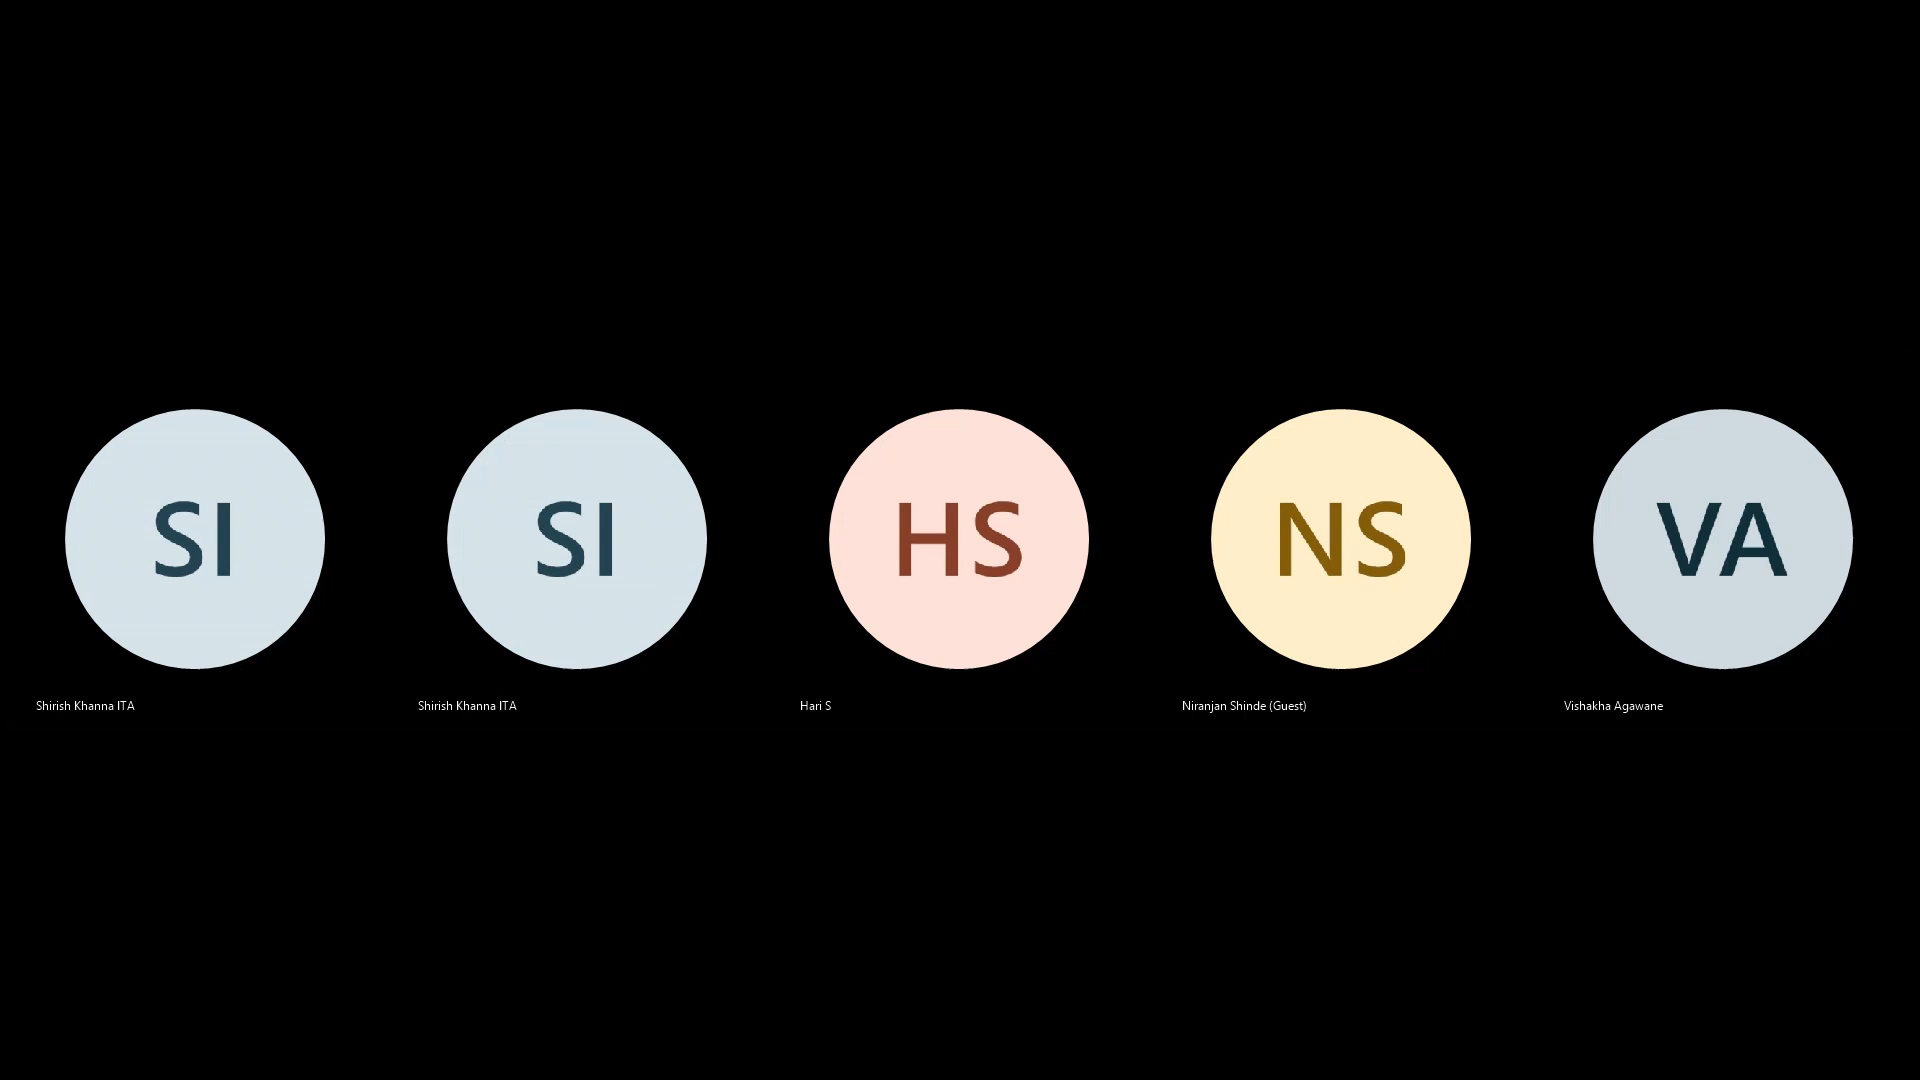 SI
SI
HS
NS
VA
Shirish Khanna ITA
Shirish Khanna ITA
Hari S
Niranjan Shinde (Guest)
Vishakha Agawane